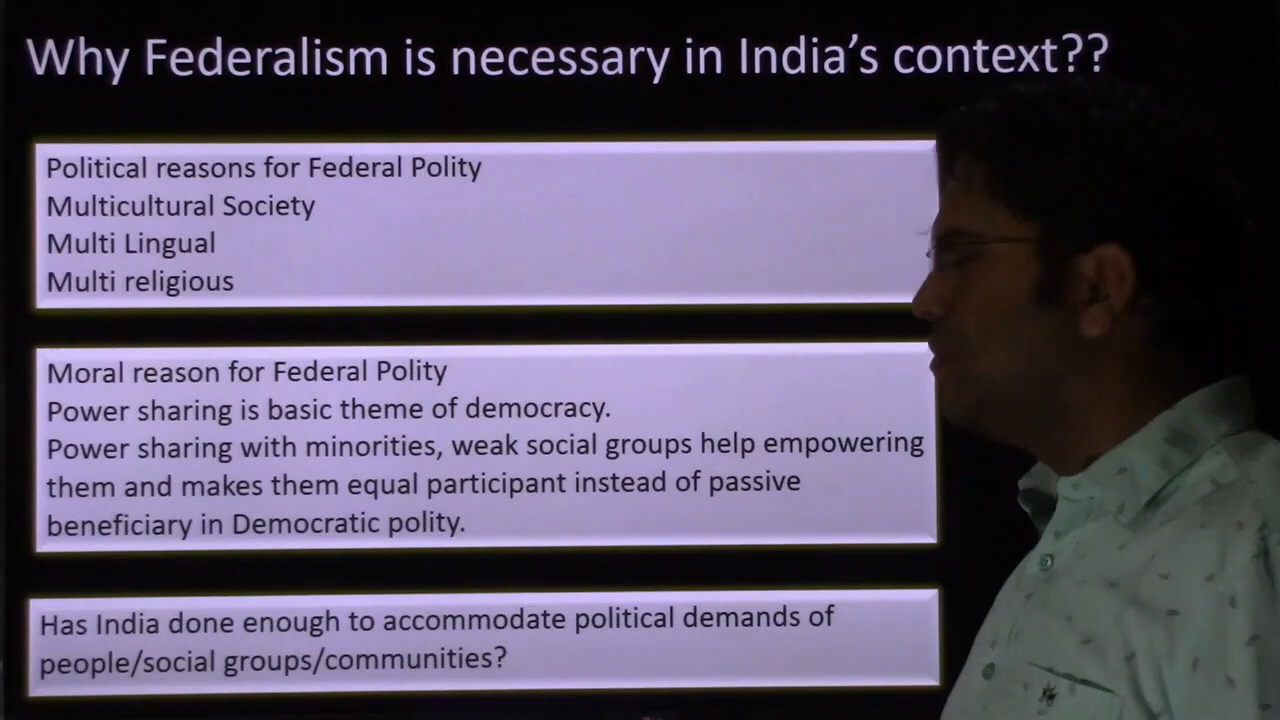 Why Federalism is necessary in India's context??
Political reasons for Federal Polity
Multicultural Society
Multi Lingual
Multi religious
Moral reason for Federal Polity
Power sharing is basic theme of democracy.
Power sharing with minorities, weak social groups help empowering
them and makes them equal participant instead of passive
beneficiary in Democratic polity.
Has India done enough to accommodate political demands of
people/social groups/communities?